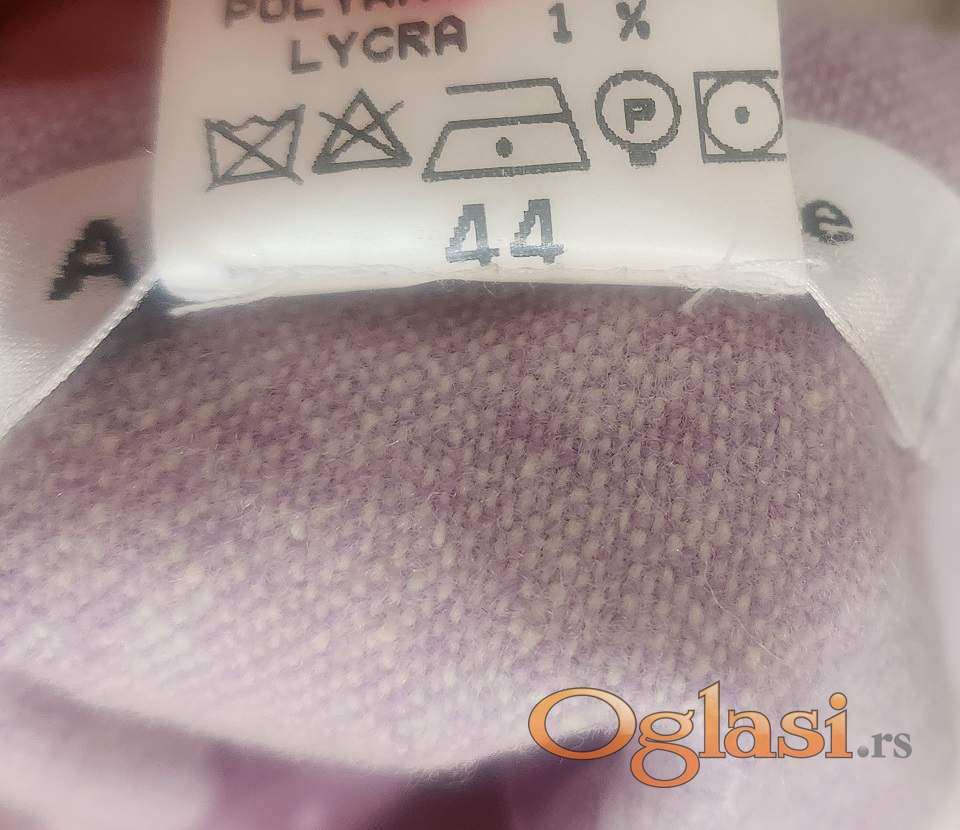 LYCRA 1 %
P
44
Oglasi.rs